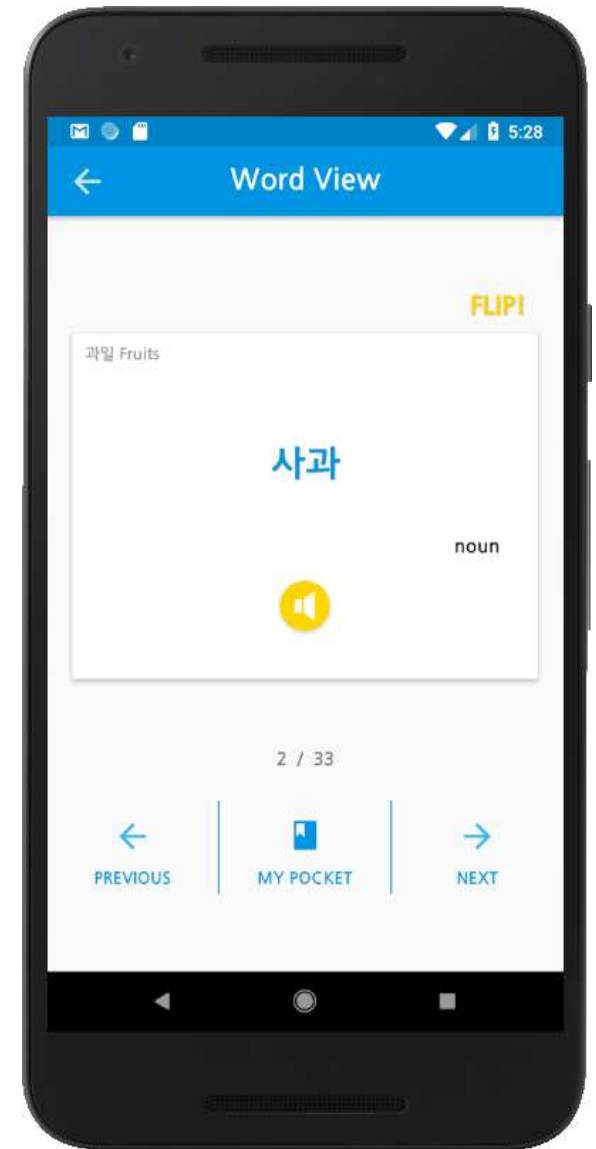 5:28
Word View
FLIP!
과일 Fruits
사과
noun
2 / 33
PREVIOUS
MY POCKET
NEXT